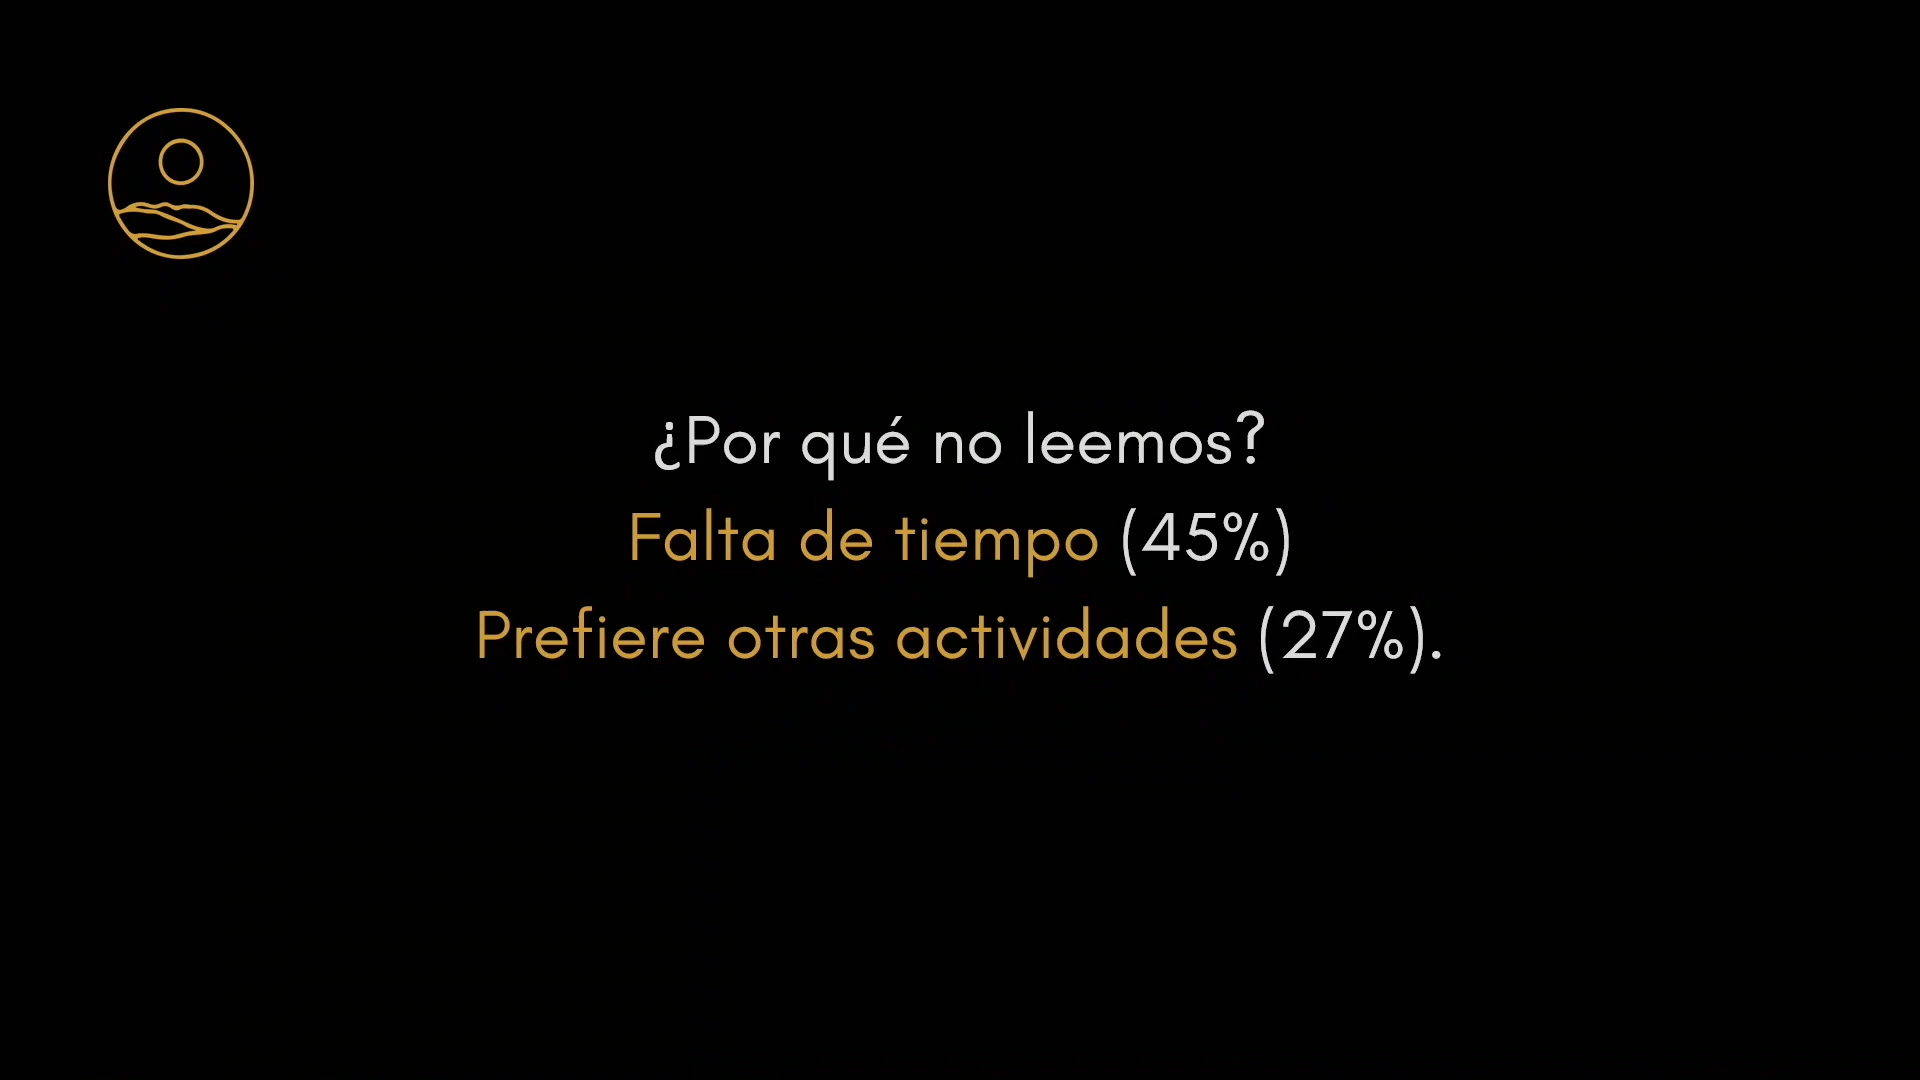 ¿Por qué no leemos?
Falta de tiempo (45%)
Prefiere otras actividades (27%).